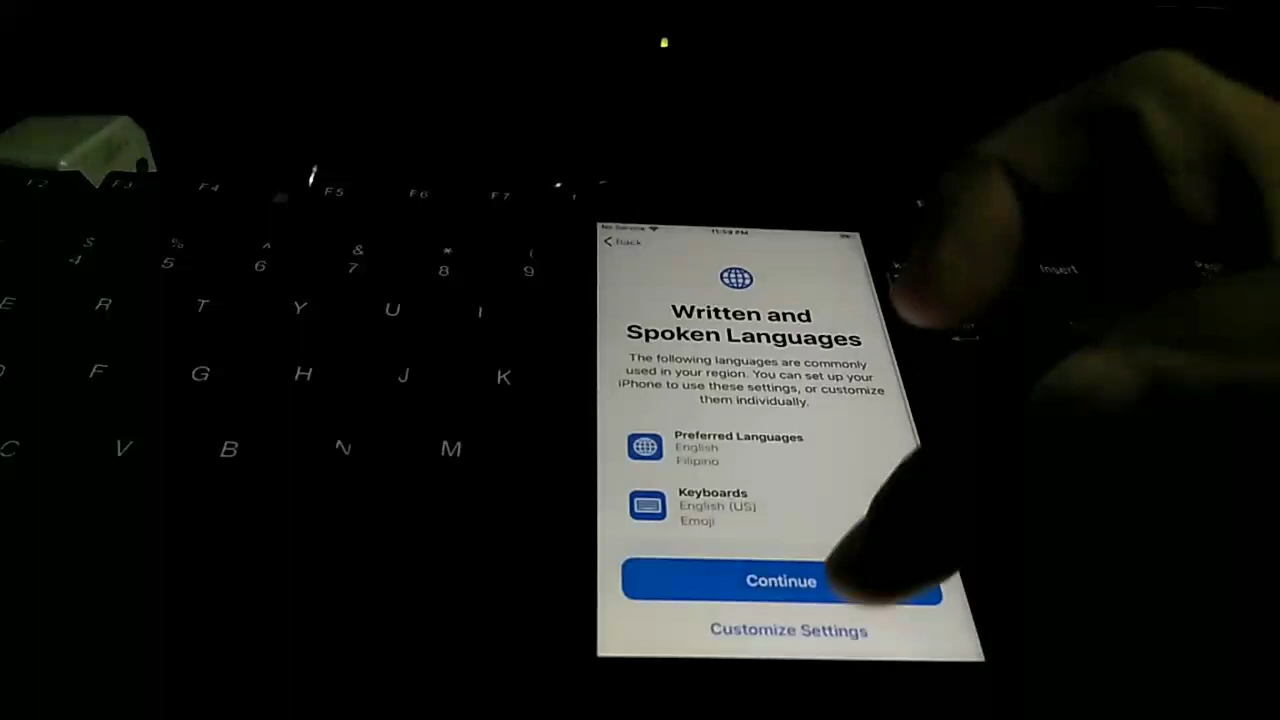 F2 F3 F4 F5 F6 F7
$ % ^ & * (
4 5 6 7 8 9
E R T Y U I
F G H J K
C V B N M
Insert
No Service 11:59 PM
Back
Written and
Spoken Languages
The following languages are commonly
used in your region. You can set up your
iPhone to use these settings, or customize
them individually.
Preferred Languages
English
Filipino
Keyboards
English (US)
Emoji
Continue
Customize Settings